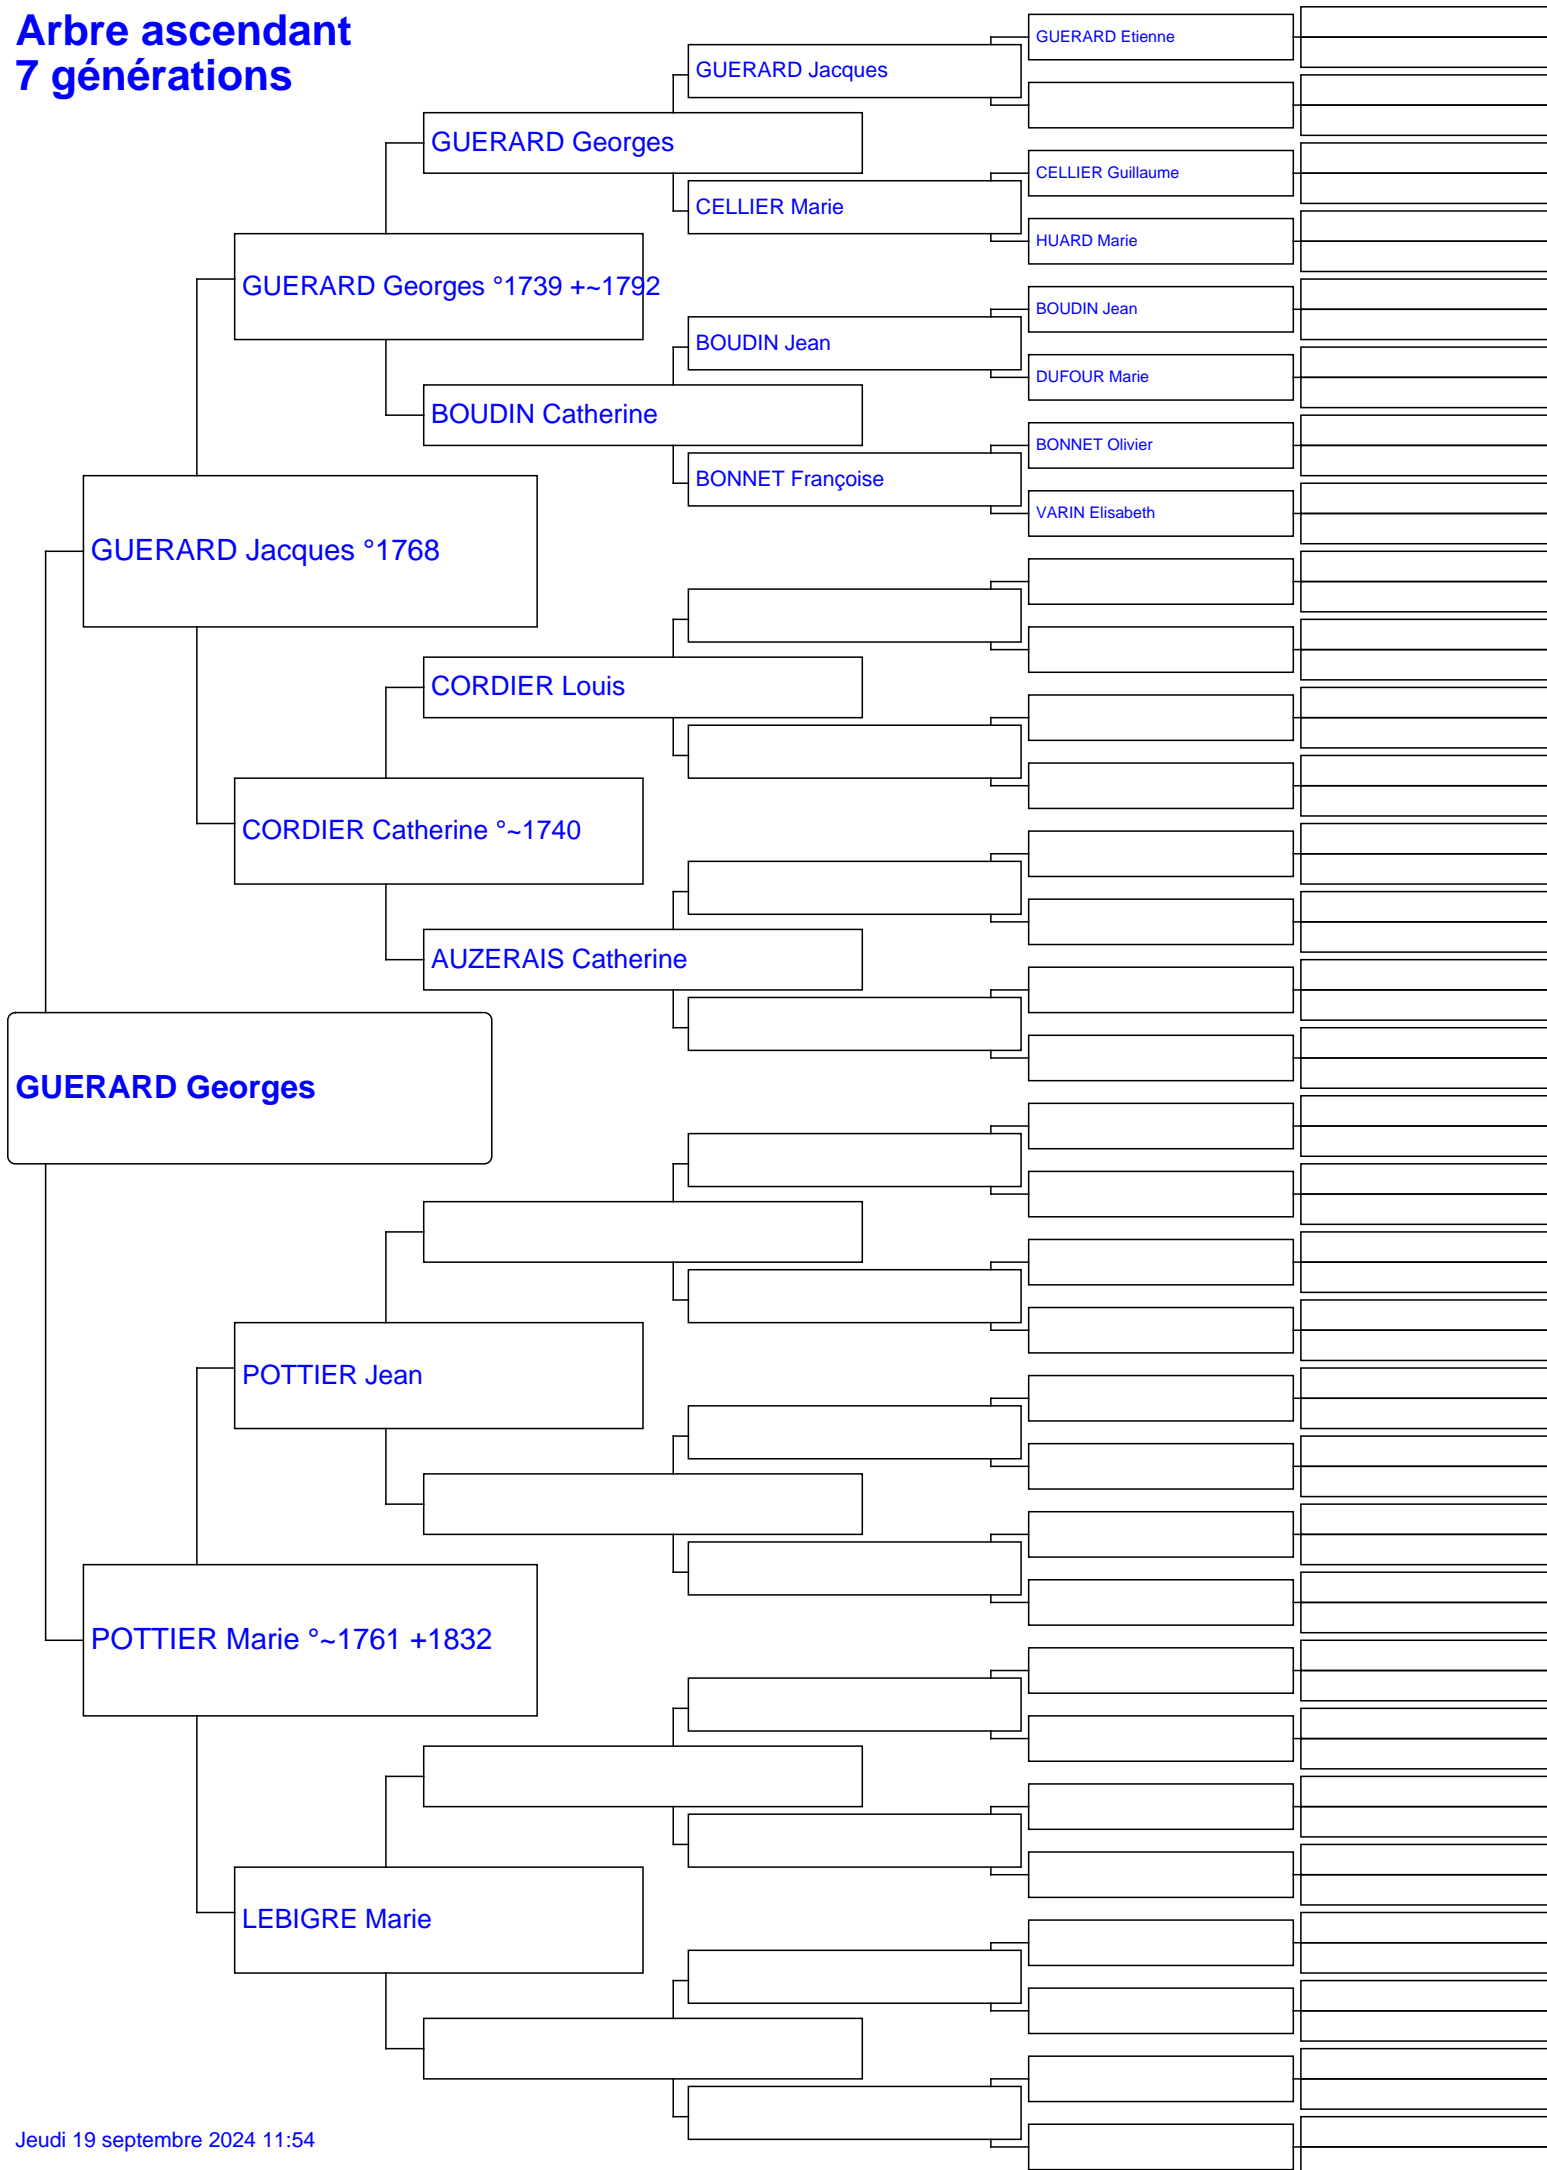 Arbre ascendant
7 générations
GUERARD Etienne
GUERARD Jacques
GUERARD Georges
CELLIER Guillaume
CELLIER Marie
HUARD Marie
GUERARD Georges °1739 +~1792
BOUDIN Jean
BOUDIN Jean
DUFOUR Marie
BOUDIN Catherine
BONNET Olivier
BONNET Françoise
VARIN Elisabeth
GUERARD Jacques °1768
CORDIER Louis
CORDIER Catherine °~1740
AUZERAIS Catherine
GUERARD Georges
POTTIER Jean
POTTIER Marie °~1761 +1832
LEBIGRE Marie
Jeudi 19 septembre 2024 11:54